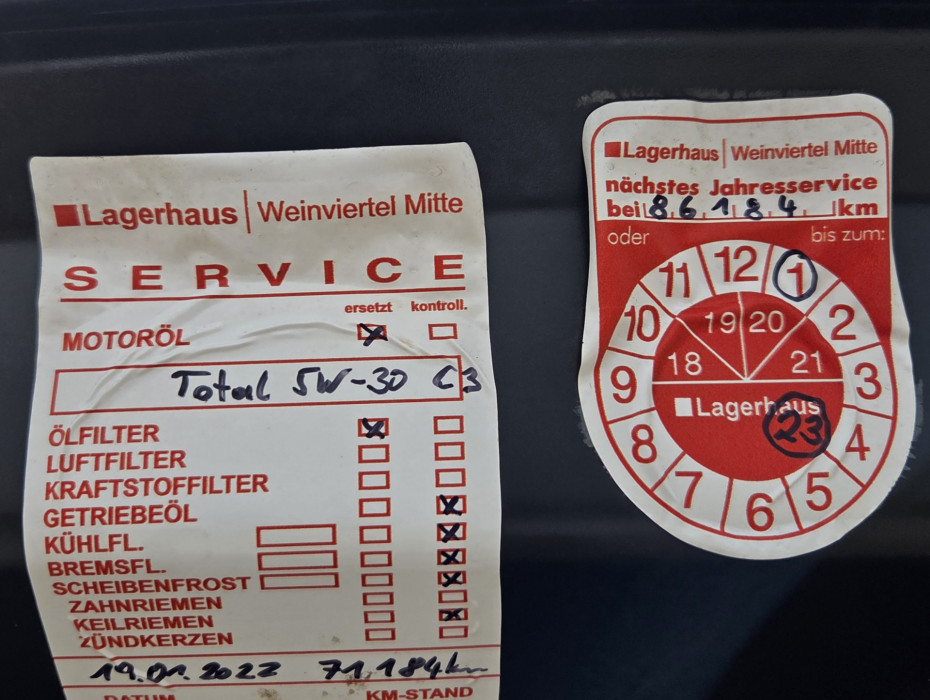 Lagerhaus | Weinviertel Mitte
SERVICE
ersetzt kontroll.
MOTORÖL
Total 5W-30 C3
ÖLFILTER
LUFTFILTER
KRAFTSTOFFILTER
GETRIEBEÖL
KÜHLFL.
BREMSFL.
SCHEIBENFROST
ZAHNRIEMEN
KEILRIEMEN
ZÜNDKERZEN
19.01.2022 71.184 km
DATUM KM-STAND
Lagerhaus | Weinviertel Mitte
nächstes Jahresservice
bei 86184 km
oder bis zum:
12
1
2
3
4
5
6
7
8
9
10
11
18 19 20 21
Lagerhaus
23